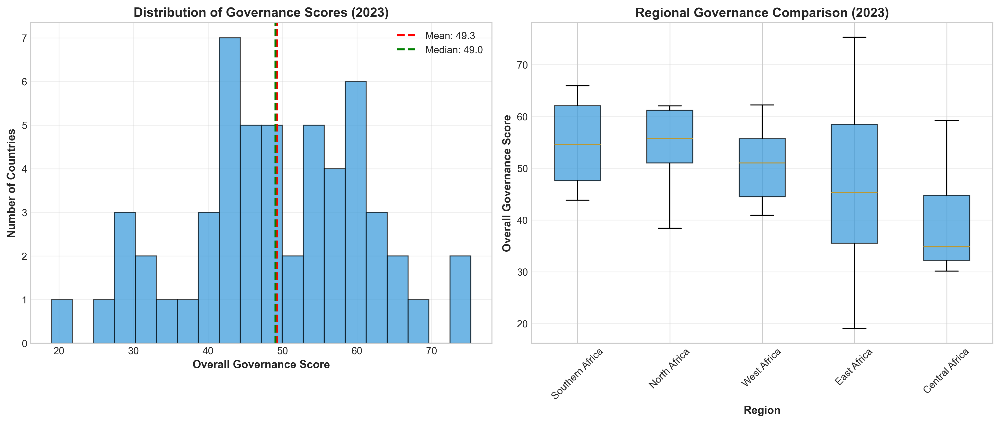 Distribution of Governance Scores (2023)
Number of Countries
7
6
5
4
3
2
1
0
20 30 40 50 60 70
Overall Governance Score
Mean: 49.3
Median: 49.0
Regional Governance Comparison (2023)
Overall Governance Score
70
60
50
40
30
20
Southern Africa
North Africa
West Africa
East Africa
Central Africa
Region